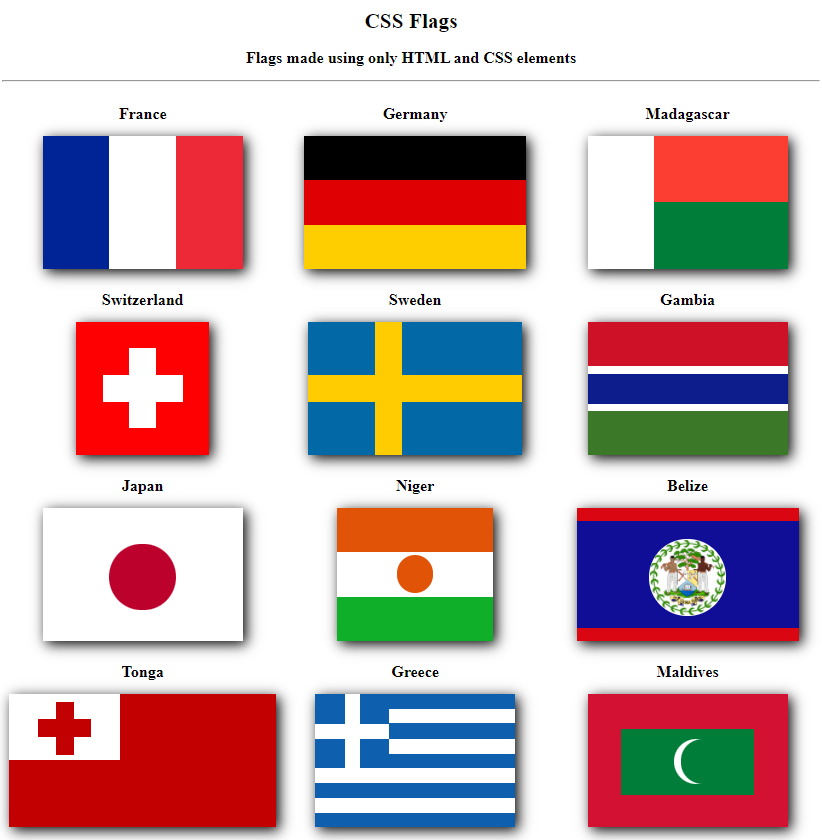 CSS Flags
Flags made using only HTML and CSS elements
France Germany Madagascar
Switzerland Sweden Gambia
Japan Niger Belize
Tonga Greece Maldives